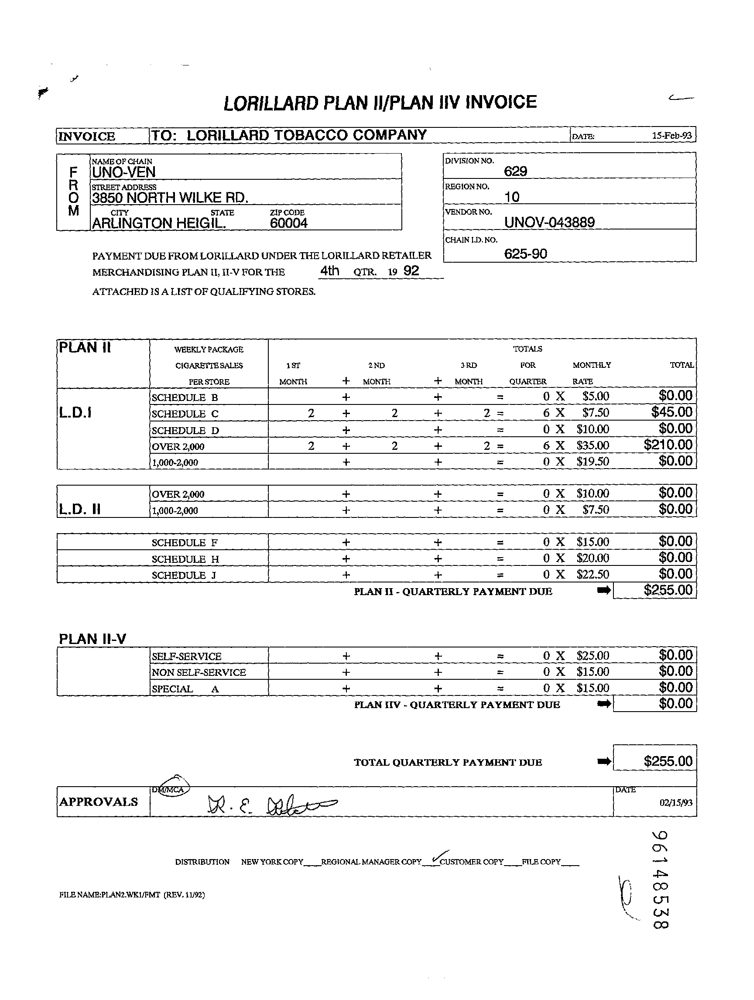 LORILLARD PLAN II/PLAN IIV INVOICE
INVOICE TO: LORILLARD TOBACCO COMPANY DATE: 15-Feb-93
FROM
NAME OF CHAIN
UNO-VEN
STREET ADDRESS
3850 NORTH WILKE RD.
CITY STATE ZIP CODE
ARLINGTON HEIGIL. 60004
DIVISION NO.
629
REGION NO.
10
VENDOR NO.
UNOV-043889
CHAIN I.D. NO.
625-90
PAYMENT DUE FROM LORILLARD UNDER THE LORILLARD RETAILER
MERCHANDISING PLAN II, II-V FOR THE 4th QTR. 19 92
ATTACHED IS A LIST OF QUALIFYING STORES.
PLAN II WEEKLY PACKAGE TOTALS
CIGARETTE SALES 1 ST 2 ND 3 RD FOR MONTHLY TOTAL
PER STORE MONTH + MONTH + MONTH = QUARTER RATE
SCHEDULE B + + = 0 X $5.00 $0.00
L.D.I SCHEDULE C 2 + 2 + 2 = 6 X $7.50 $45.00
SCHEDULE D + + = 0 X $10.00 $0.00
OVER 2,000 2 + 2 + 2 = 6 X $35.00 $210.00
1,000-2,000 + + = 0 X $19.50 $0.00
OVER 2,000 + + = 0 X $10.00 $0.00
L.D. II 1,000-2,000 + + = 0 X $7.50 $0.00
SCHEDULE F + + = 0 X $15.00 $0.00
SCHEDULE H + + = 0 X $20.00 $0.00
SCHEDULE J + + = 0 X $22.50 $0.00
PLAN II - QUARTERLY PAYMENT DUE $255.00
PLAN II-V
SELF-SERVICE + + = 0 X $25.00 $0.00
NON SELF-SERVICE + + = 0 X $15.00 $0.00
SPECIAL A + + = 0 X $15.00 $0.00
PLAN IIV - QUARTERLY PAYMENT DUE $0.00
TOTAL QUARTERLY PAYMENT DUE $255.00
APPROVALS DM/MCA R. E. DATE 02/15/93
DISTRIBUTION NEW YORK COPY____REGIONAL MANAGER COPY__✓CUSTOMER COPY____FILE COPY____
FILE NAME:PLAN2.WK1/FMT (REV. 11/92)
96148538